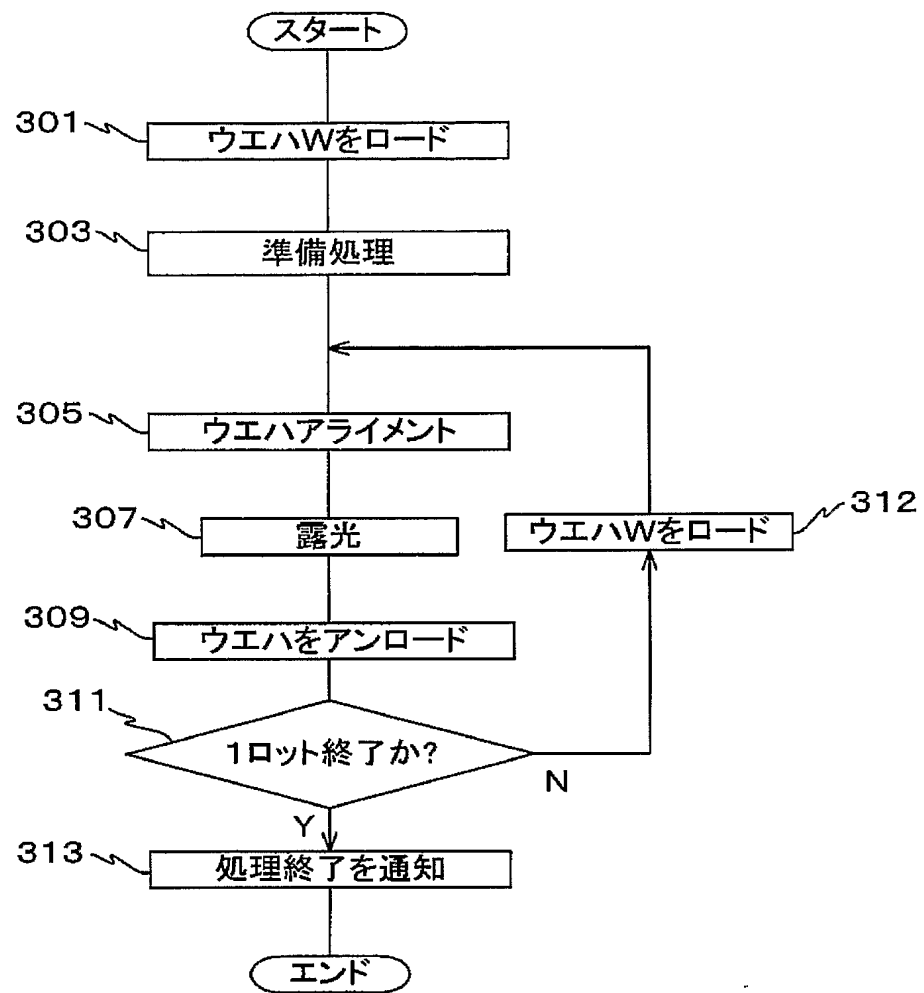 スタート
301
ウエハWをロード
303
準備処理
305
ウエハアライメント
307
露光
312
ウエハWをロード
309
ウエハをアンロード
311
1ロット終了か?
N
Y
313
処理終了を通知
エンド